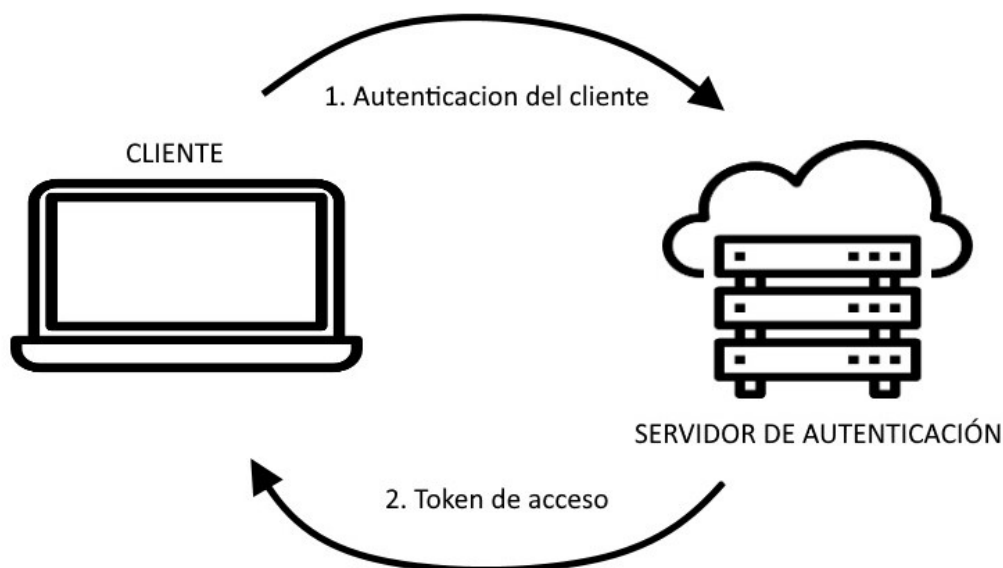 1. Autenticacion del cliente
CLIENTE
SERVIDOR DE AUTENTICACIÓN
2. Token de acceso